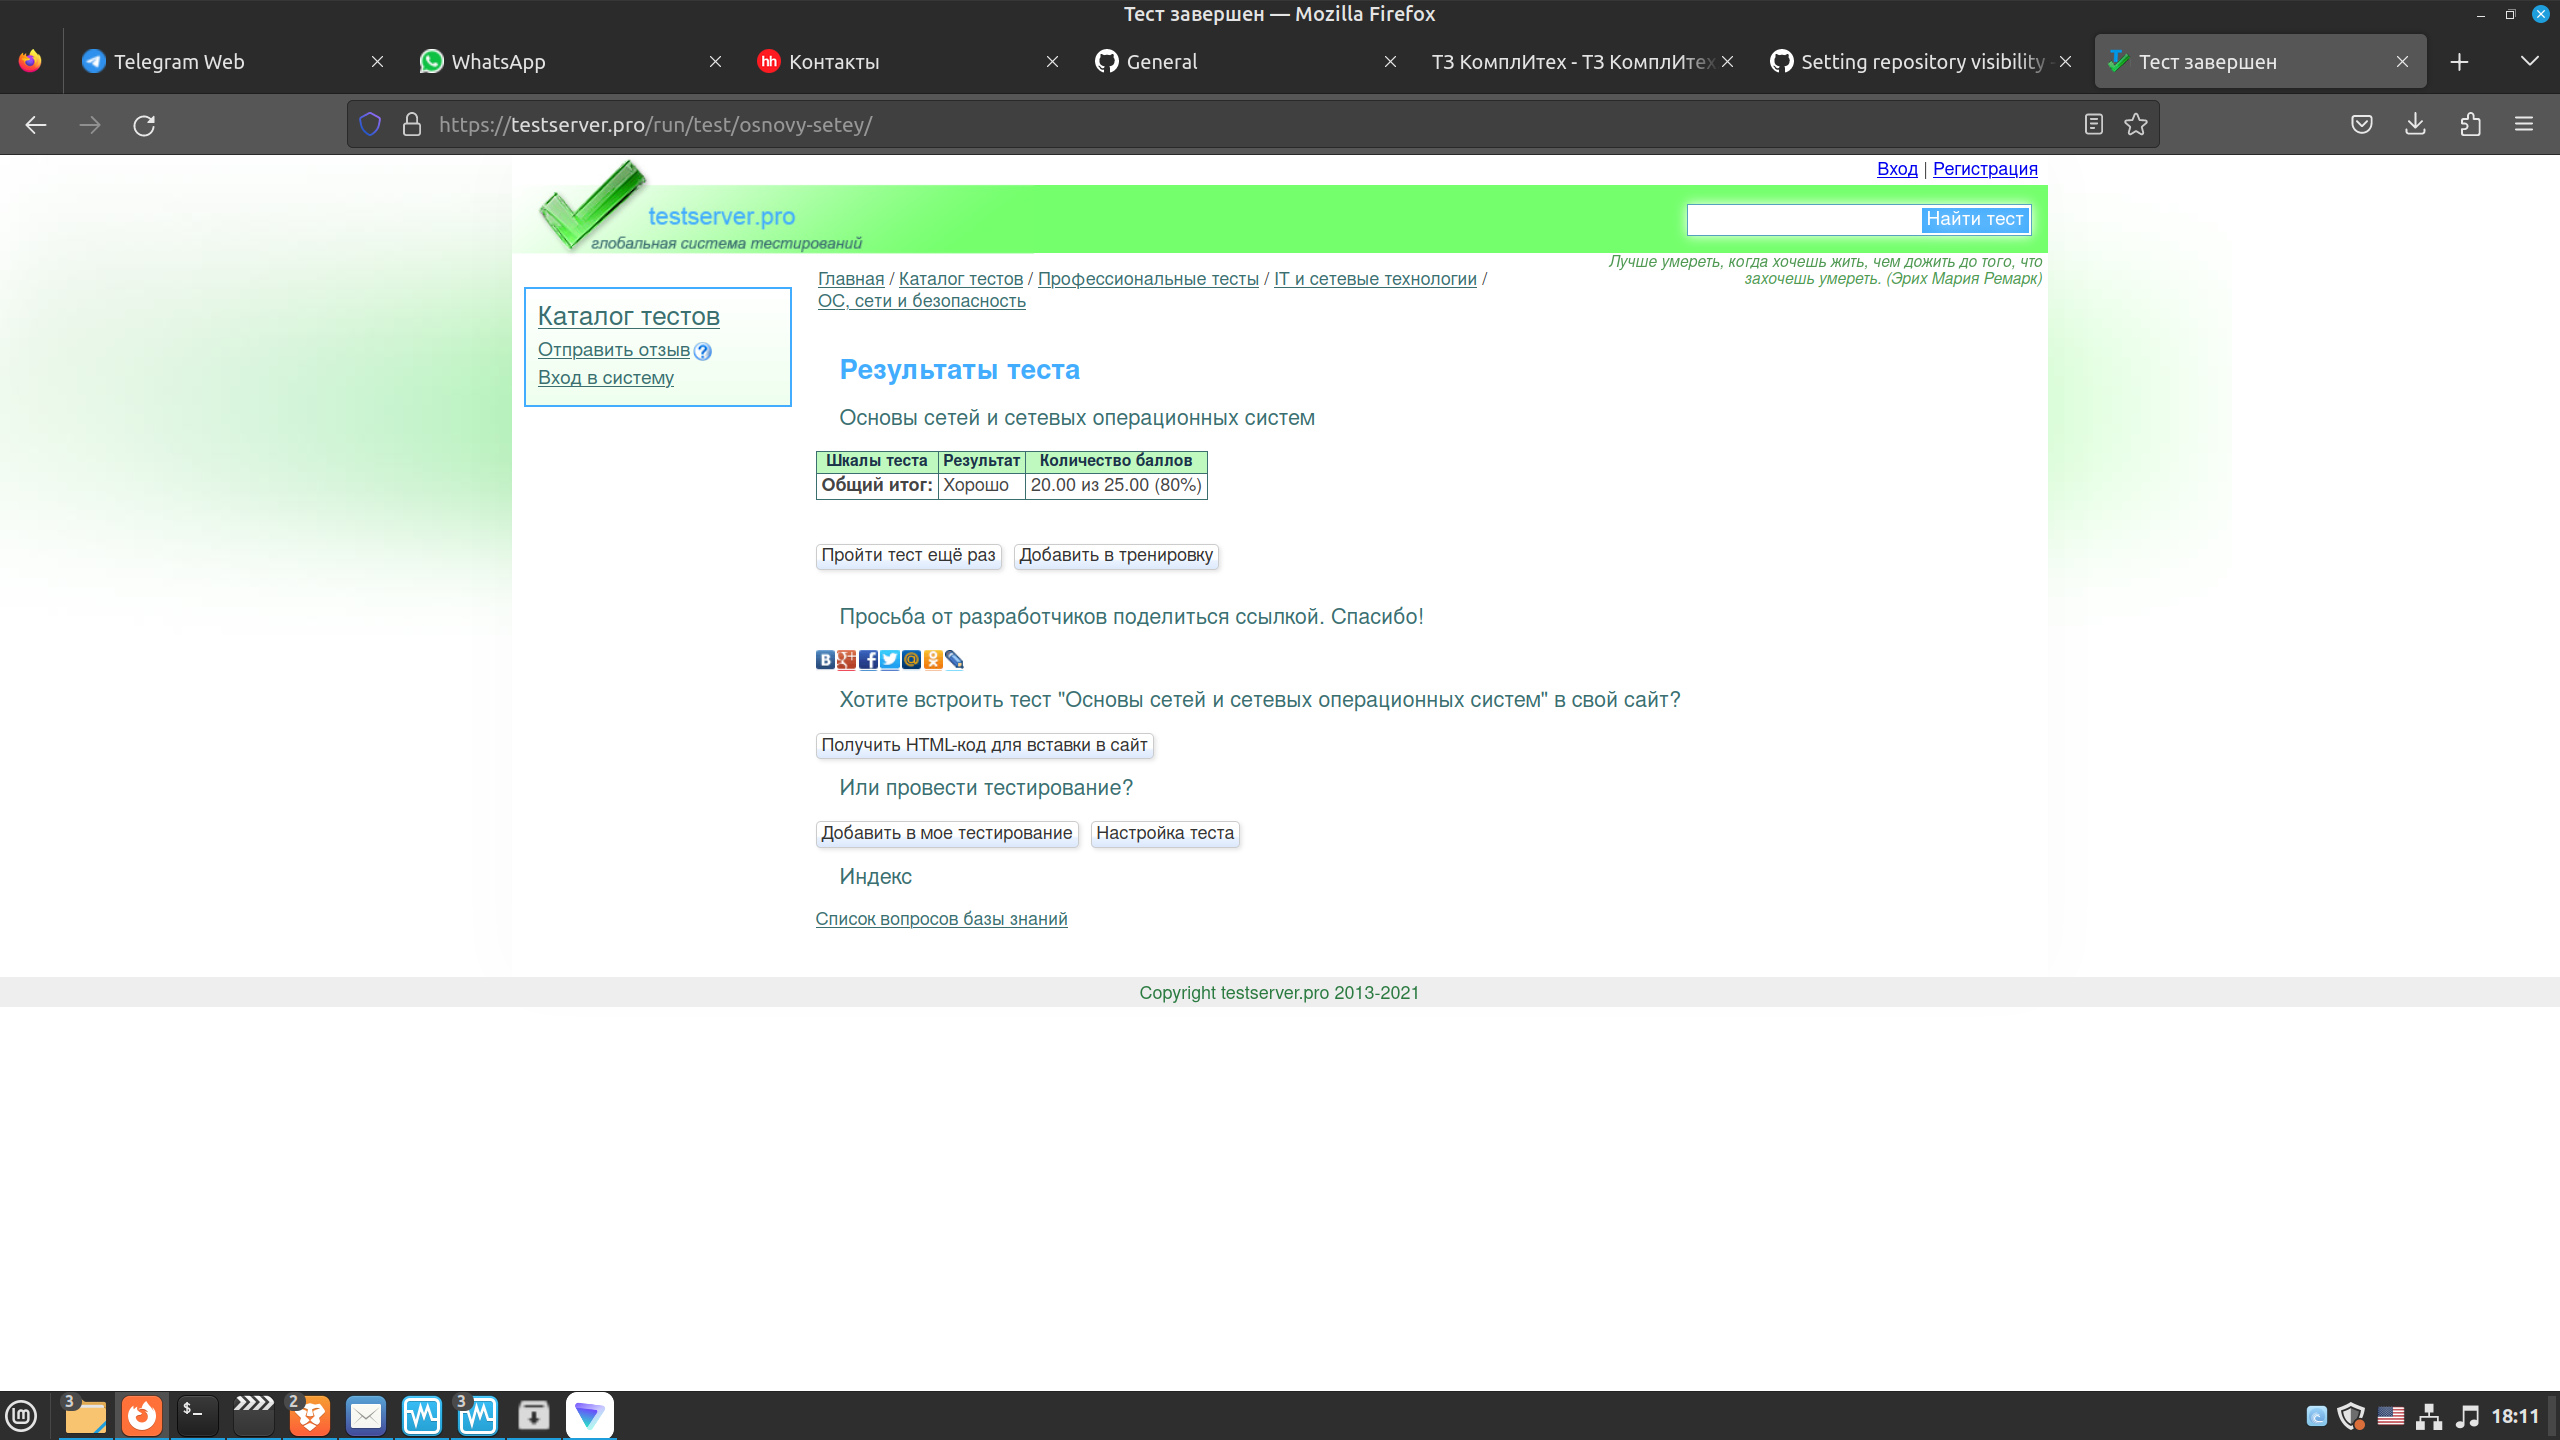 Тест завершен — Mozilla Firefox
Telegram Web
WhatsApp
hh Контакты
General
ТЗ КомплИтех - ТЗ КомплИтех
Setting repository visibility -
Тест завершен
https://testserver.pro/run/test/osnovy-setey/
Вход | Регистрация
testserver.pro
глобальная система тестирований
Найти тест
Лучше умереть, когда хочешь жить, чем дожить до того, что
захочешь умереть. (Эрих Мария Ремарк)
Главная / Каталог тестов / Профессиональные тесты / IT и сетевые технологии /
ОС, сети и безопасность
Каталог тестов
Отправить отзыв ?
Вход в систему
Результаты теста
Основы сетей и сетевых операционных систем
Шкалы теста Результат Количество баллов
Общий итог: Хорошо 20.00 из 25.00 (80%)
Пройти тест ещё раз Добавить в тренировку
Просьба от разработчиков поделиться ссылкой. Спасибо!
Хотите встроить тест "Основы сетей и сетевых операционных систем" в свой сайт?
Получить HTML-код для вставки в сайт
Или провести тестирование?
Добавить в мое тестирование Настройка теста
Индекс
Список вопросов базы знаний
Copyright testserver.pro 2013-2021
3 $_ 2 3 18:11